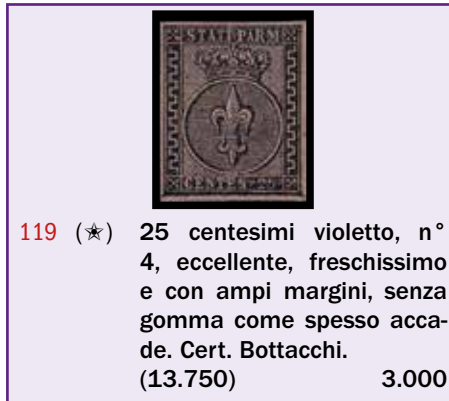 STATI PARM
CENTES
119 (✭) 25 centesimi violetto, n°
4, eccellente, freschissimo
e con ampi margini, senza
gomma come spesso acca-
de. Cert. Bottacchi.
(13.750) 3.000